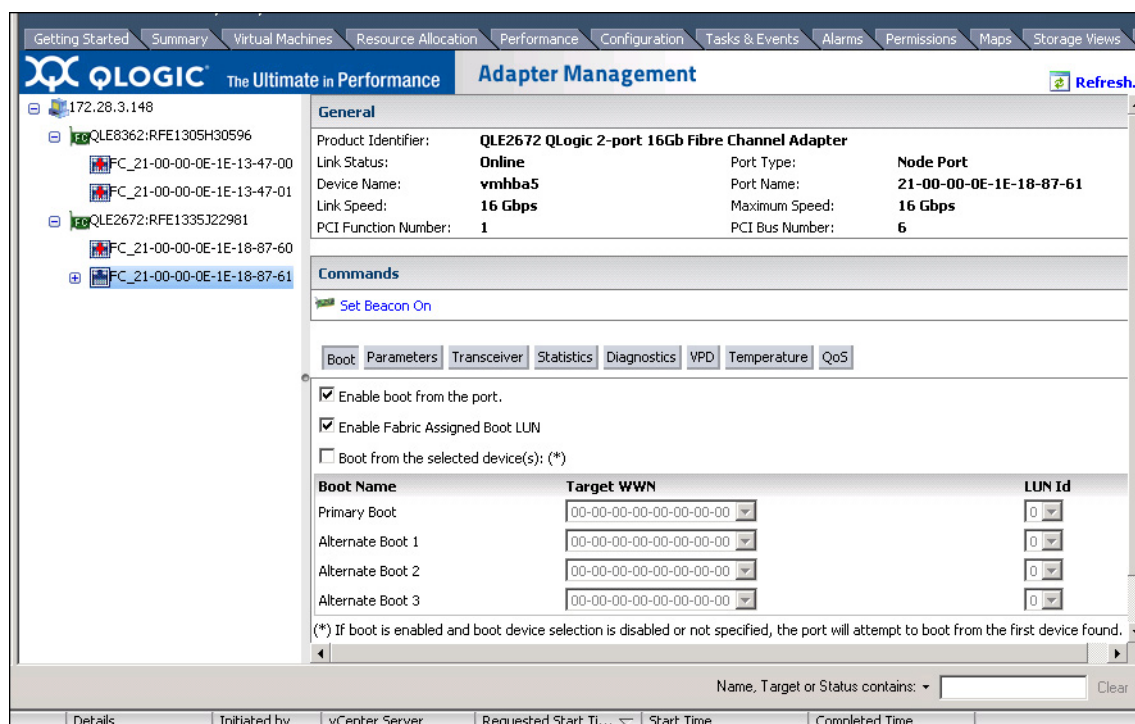 Getting Started Summary Virtual Machines Resource Allocation Performance Configuration Tasks & Events Alarms Permissions Maps Storage Views
QLOGIC The Ultimate in Performance Adapter Management Refresh.
172.28.3.148
QLE8362:RFE1305H30596
FC_21-00-00-0E-1E-13-47-00
FC_21-00-00-0E-1E-13-47-01
QLE2672:RFE1335J22981
FC_21-00-00-0E-1E-18-87-60
FC_21-00-00-0E-1E-18-87-61
General
Product Identifier: QLE2672 QLogic 2-port 16Gb Fibre Channel Adapter
Link Status: Online Port Type: Node Port
Device Name: vmhba5 Port Name: 21-00-00-0E-1E-18-87-61
Link Speed: 16 Gbps Maximum Speed: 16 Gbps
PCI Function Number: 1 PCI Bus Number: 6
Commands
Set Beacon On
Boot Parameters Transceiver Statistics Diagnostics VPD Temperature QoS
Enable boot from the port.
Enable Fabric Assigned Boot LUN
Boot from the selected device(s): (*)
Boot Name Target WWN LUN Id
Primary Boot 00-00-00-00-00-00-00-00 0
Alternate Boot 1 00-00-00-00-00-00-00-00 0
Alternate Boot 2 00-00-00-00-00-00-00-00 0
Alternate Boot 3 00-00-00-00-00-00-00-00 0
(*) If boot is enabled and boot device selection is disabled or not specified, the port will attempt to boot from the first device found.
Name, Target or Status contains: Clear
Details Initiated by vCenter Server Requested Start Ti... Start Time Completed Time